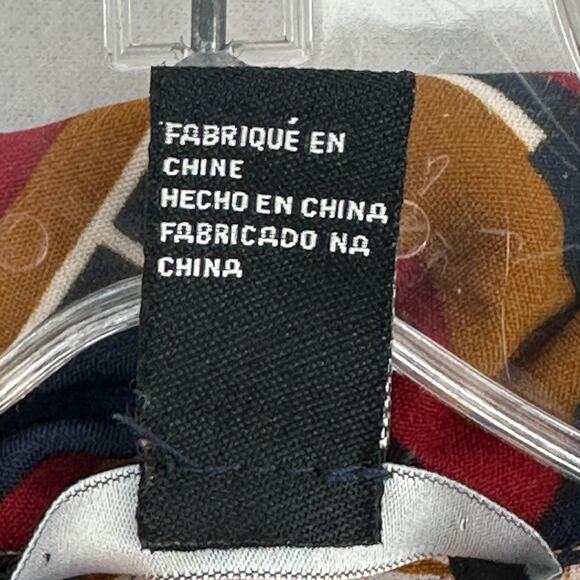 FABRIQUÉ EN
CHINE
HECHO EN CHINA
FABRICADO NA
CHINA